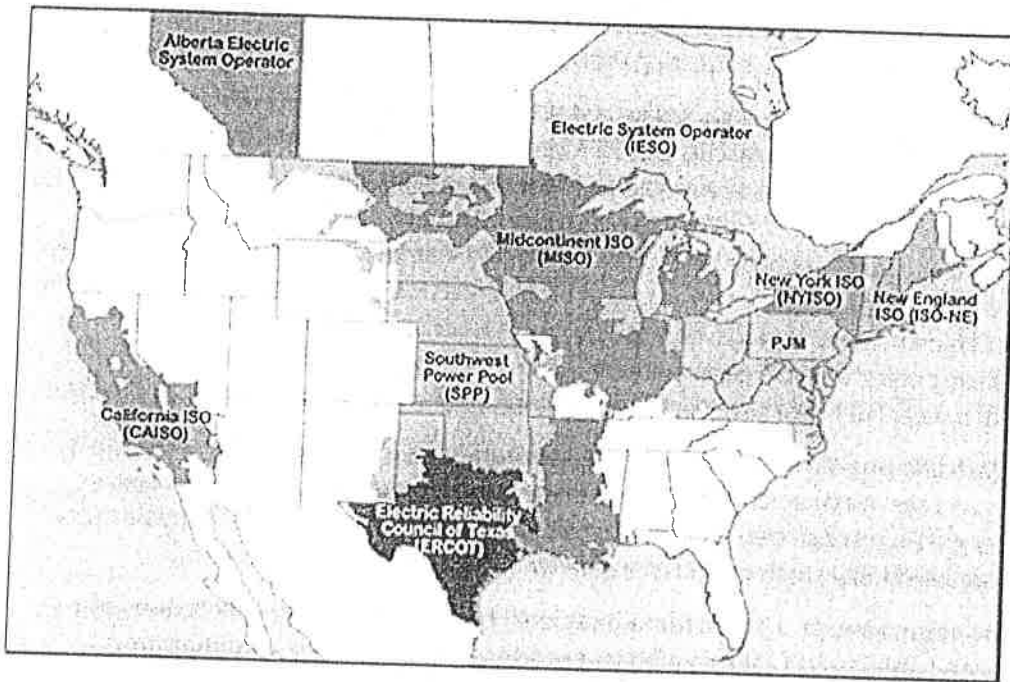 Alberta Electric
System Operator
Electric System Operator
(IESO)
Midcontinent ISO
(MISO)
New York ISO
(NYISO)
New England
ISO (ISO-NE)
PJM
Southwest
Power Pool
(SPP)
California ISO
(CAISO)
Electric Reliability
Council of Texas
(ERCOT)